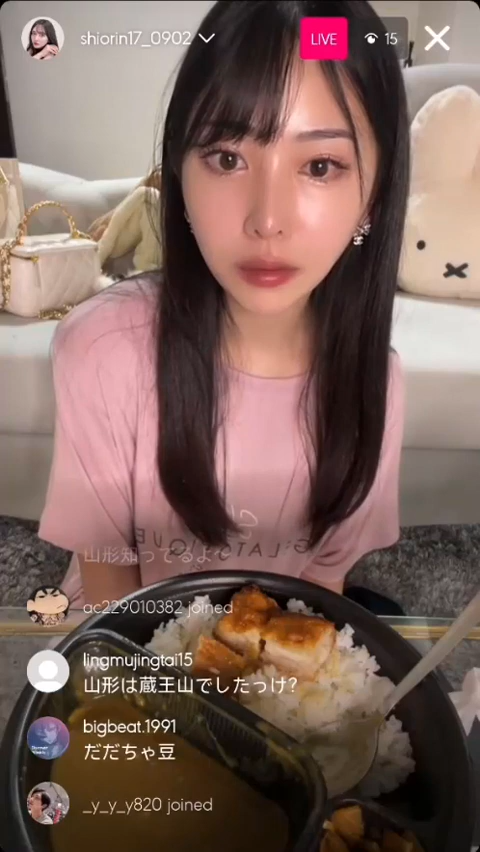 shiorin17_0902
LIVE
15
山形知ってるよ
ac229010382 joined
lingmujingtai15
山形は蔵王山でしたっけ?
bigbeat.1991
だだちゃ豆
_y_y_y820 joined